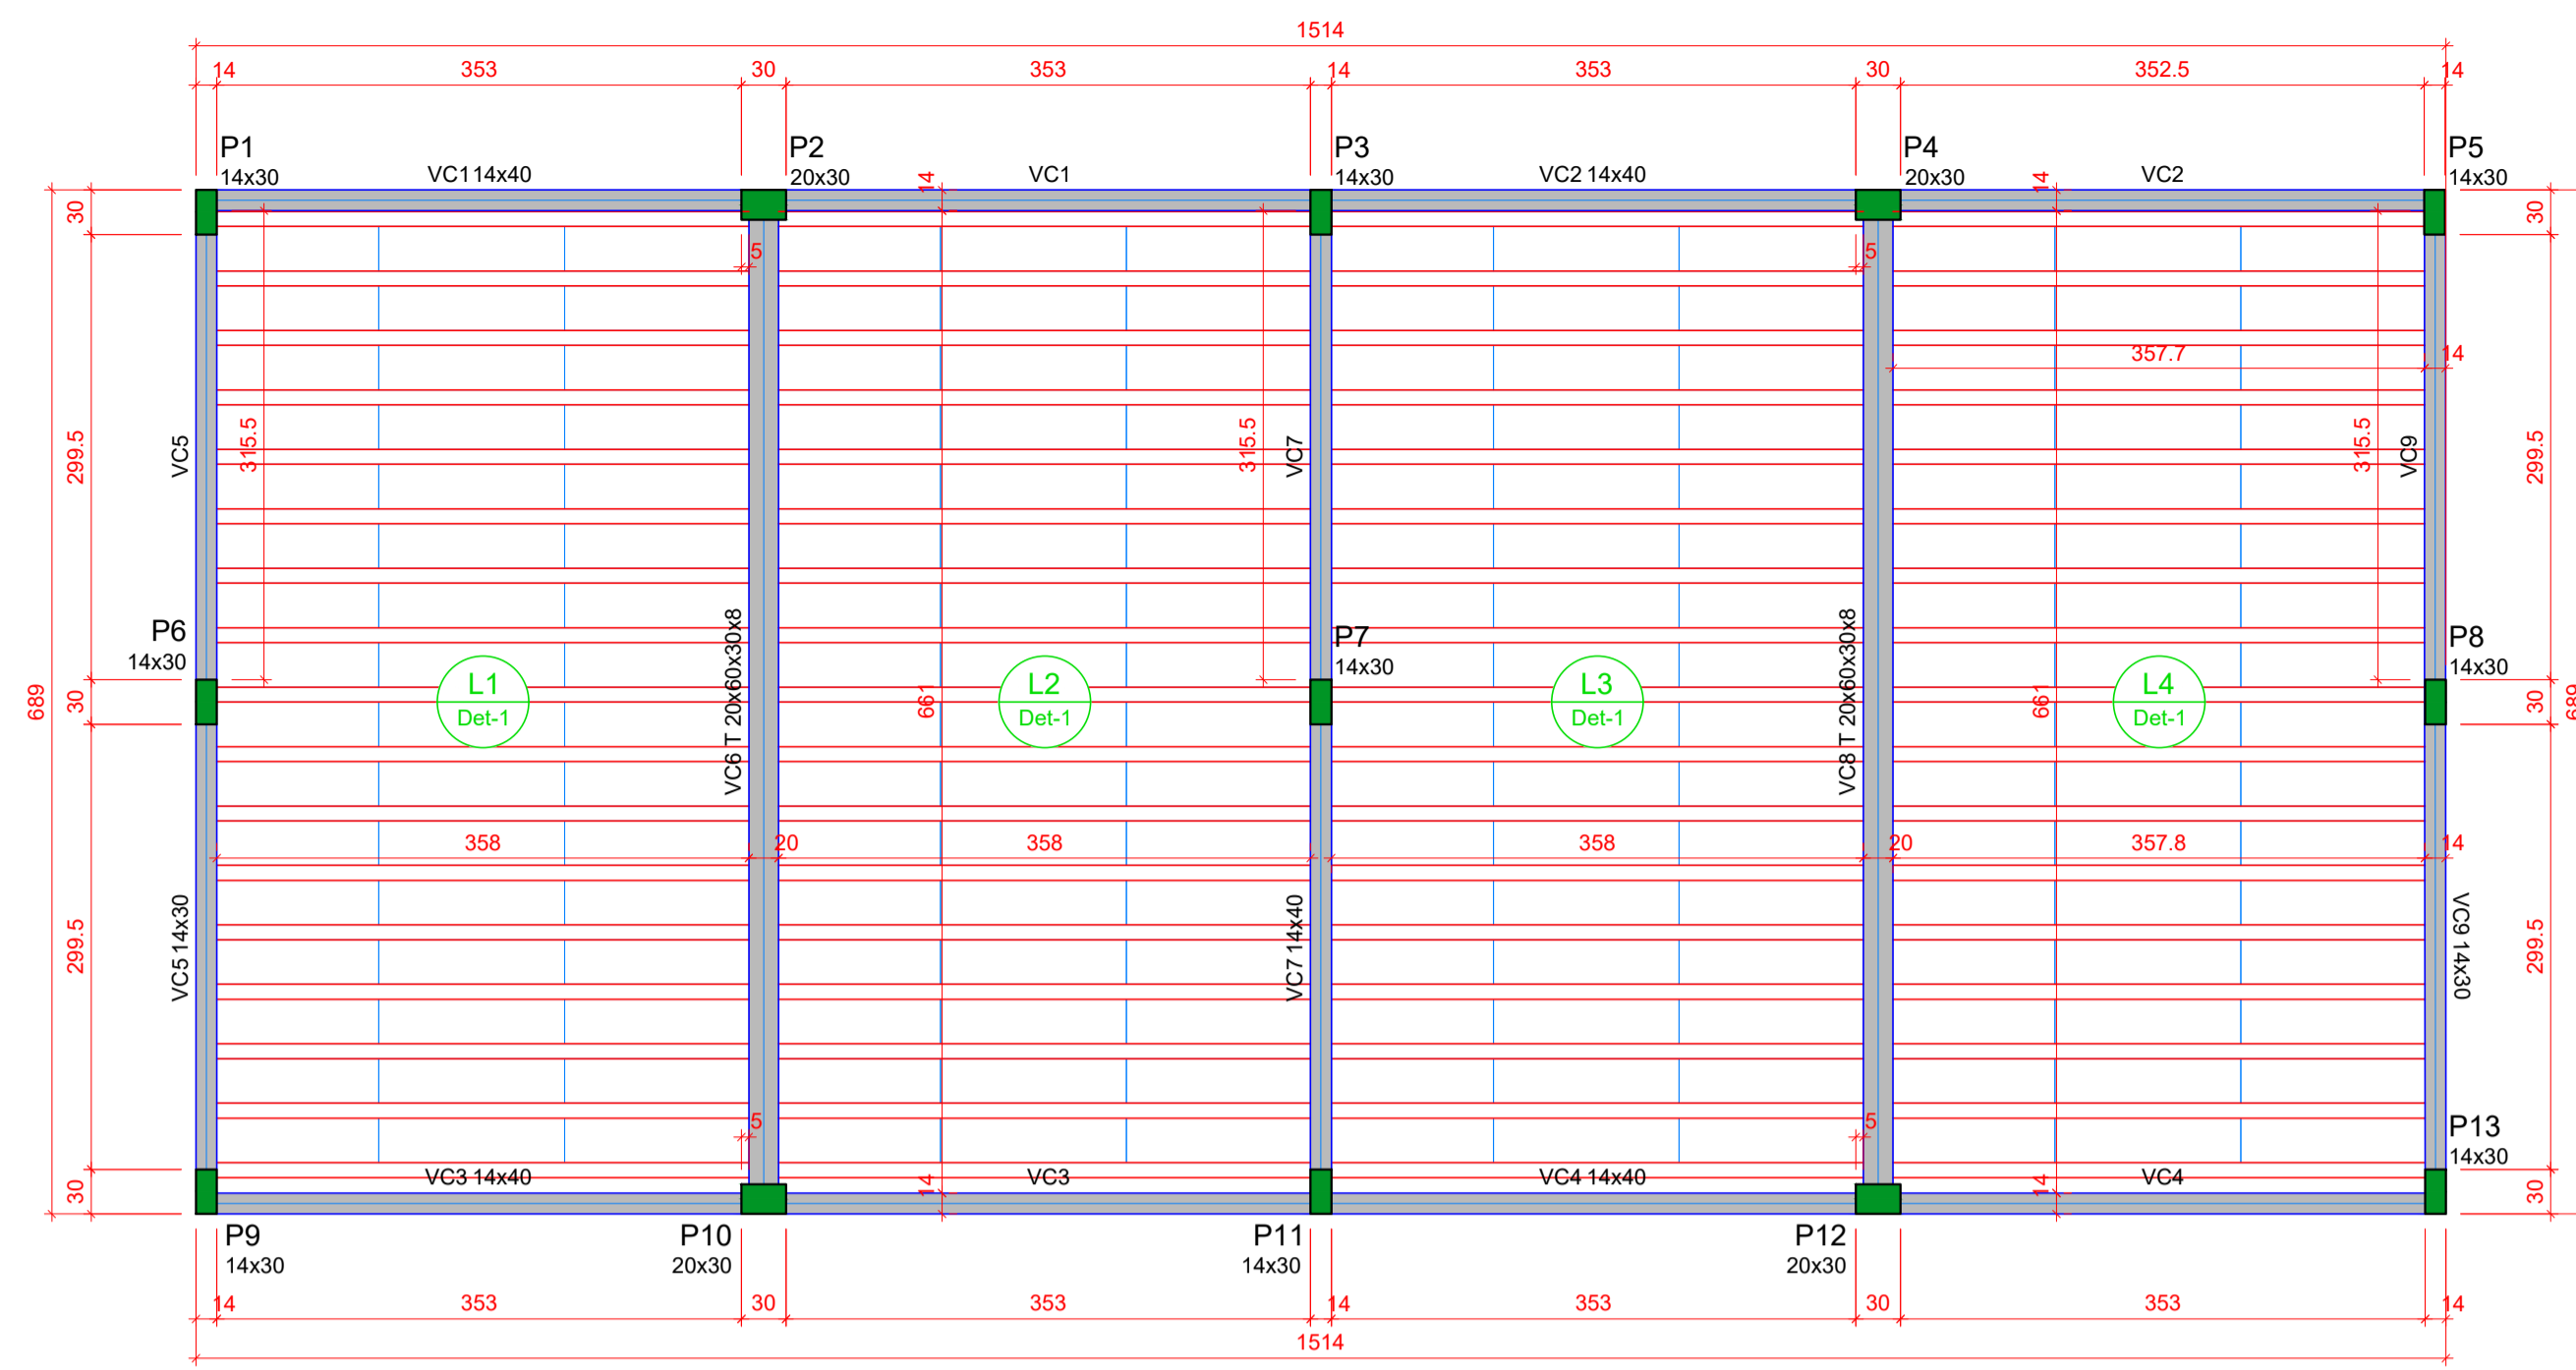 1514
14 353 30 353 14 353 30 352.5 14
P1 P2 P3 P4 P5
14x30 VC1 14x40 20x30 VC1 14 14x30 VC2 14x40 20x30 14 VC2 14x30
30 30
5 5
357.7 14
299.5 VC5 315.5 315.5 VC7 315.5 VC9 299.5
P6 P7 P8
14x30 14x30 14x30
VC6 T 20x60x30x8 VC8 T 20x60x30x8
689 30 L1 661 L2 L3 661 L4 30 689
Det-1 Det-1 Det-1 Det-1
358 20 358 358 20 357.8 14
299.5 VC5 14x30 VC7 14x40 VC9 14x30 299.5
5 5 P13
14x30
30 VC3 14x40 14 VC3 VC4 14x40 14 VC4 30
P9 P10 P11 P12
14x30 20x30 14x30 20x30
14 353 30 353 14 353 30 353 14
1514